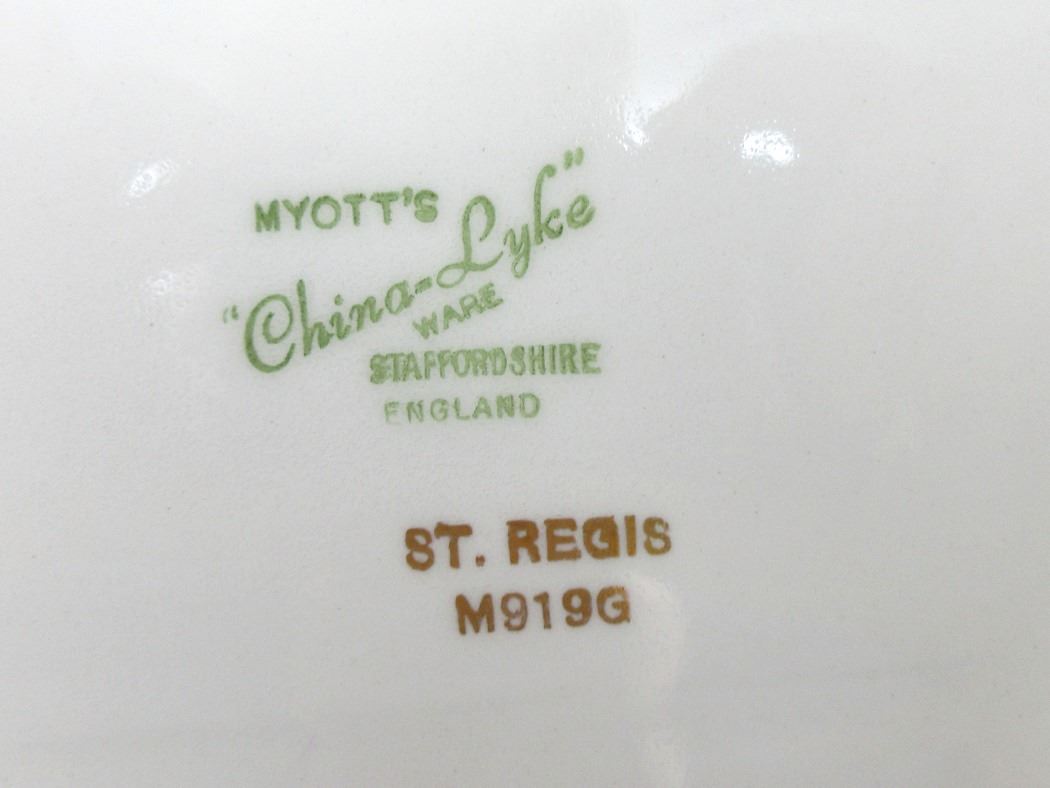 MYOTT'S
"China-Lyke"
WARE
STAFFORDSHIRE
ENGLAND
ST. REGIS
M919G